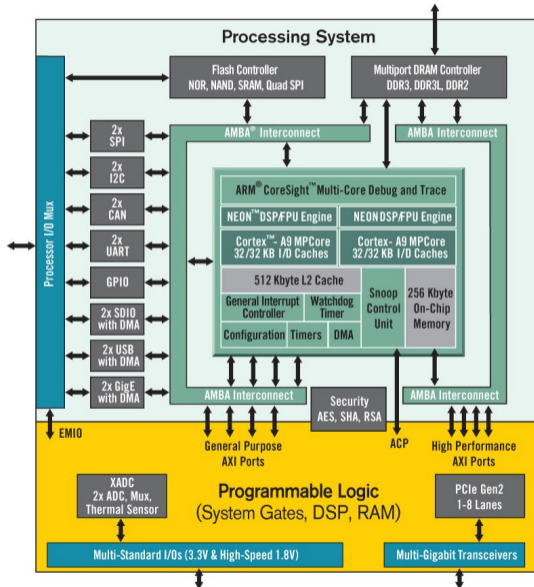 Processing System
Flash Controller
NOR, NAND, SRAM, Quad SPI
Multiport DRAM Controller
DDR3, DDR3L, DDR2
Processor I/O Mux
2x
SPI
2x
I2C
2x
CAN
2x
UART
GPIO
2x SDIO
with DMA
2x USB
with DMA
2x GigE
with DMA
AMBA® Interconnect
AMBA Interconnect
ARM® CoreSight™ Multi-Core Debug and Trace
NEON™ DSP/FPU Engine
NEON DSP/FPU Engine
Cortex™- A9 MPCore
32/32 KB I/D Caches
Cortex- A9 MPCore
32/32 KB I/D Caches
512 Kbyte L2 Cache
General Interrupt
Controller
Watchdog
Timer
Configuration
Timers
DMA
Snoop
Control
Unit
256 Kbyte
On-Chip
Memory
AMBA Interconnect
Security
AES, SHA, RSA
AMBA Interconnect
EMIO
General Purpose
AXI Ports
ACP
High Performance
AXI Ports
XADC
2x ADC, Mux,
Thermal Sensor
Programmable Logic
(System Gates, DSP, RAM)
PCIe Gen2
1-8 Lanes
Multi-Standard I/Os (3.3V & High-Speed 1.8V)
Multi-Gigabit Transceivers